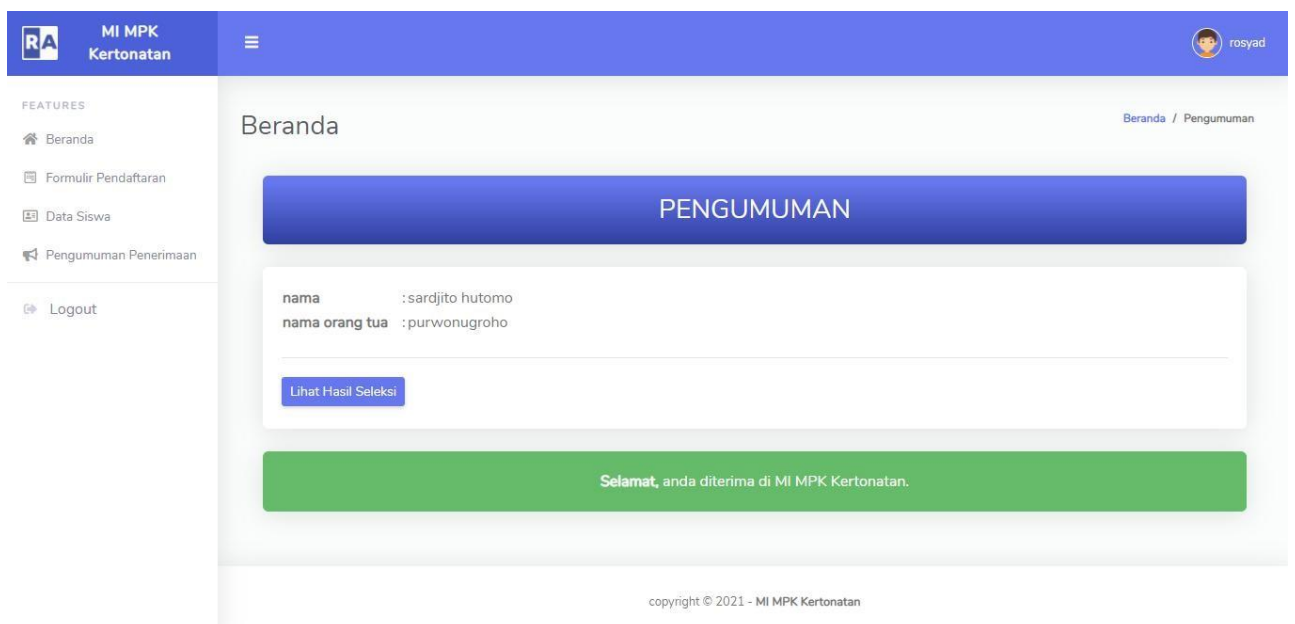 RA
MI MPK
Kertonatan
rosyad
FEATURES
Beranda
Formulir Pendaftaran
Data Siswa
Pengumuman Penerimaan
Logout
Beranda
Beranda / Pengumuman
PENGUMUMAN
nama : sardjito hutomo
nama orang tua : purwonugroho
Lihat Hasil Seleksi
Selamat, anda diterima di MI MPK Kertonatan.
copyright © 2021 - MI MPK Kertonatan